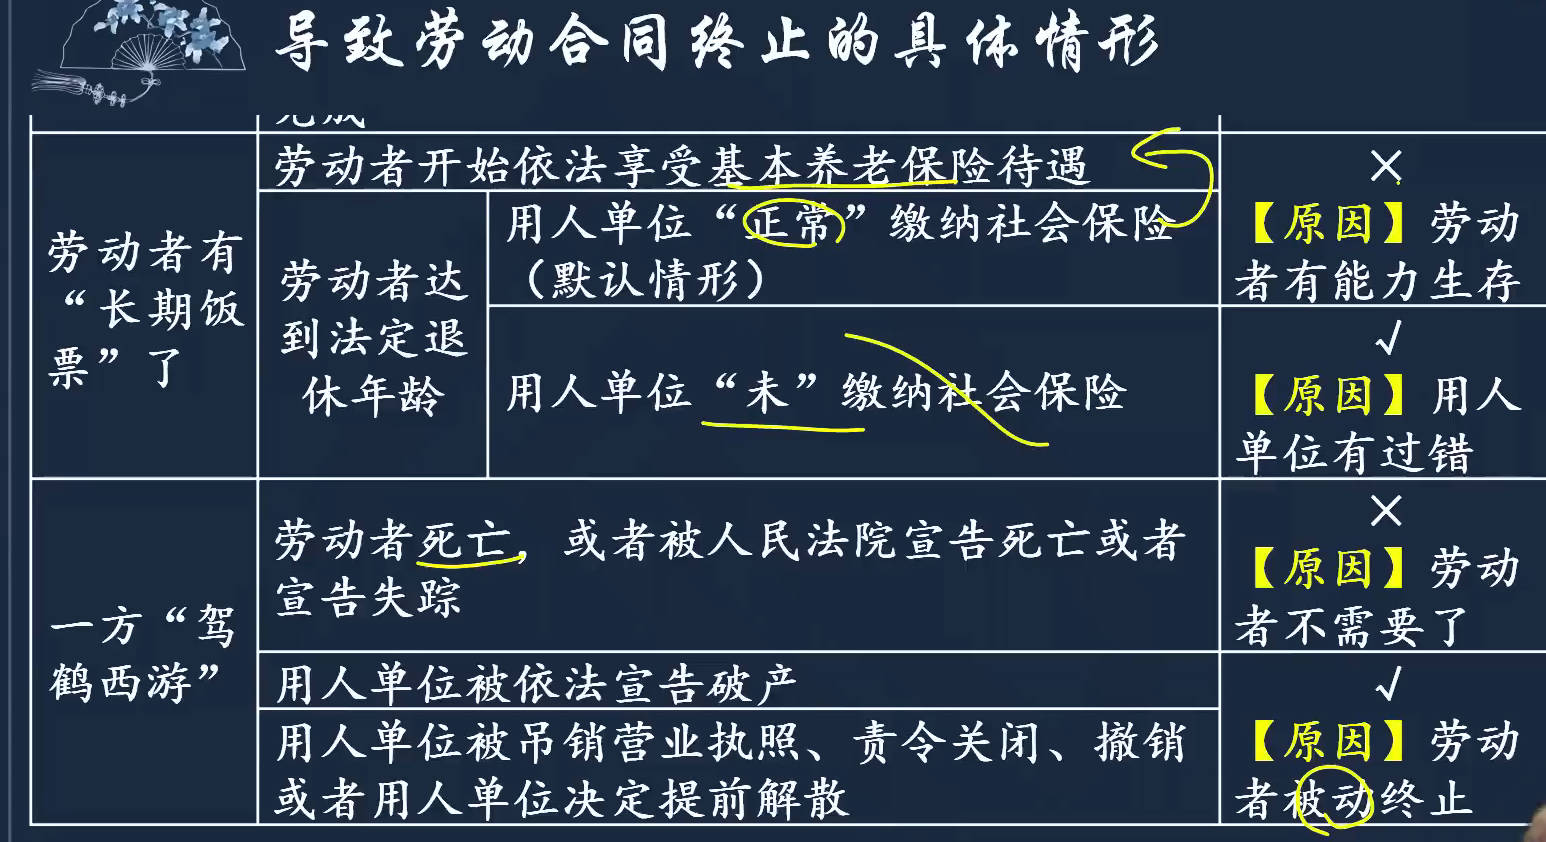 导致劳动合同终止的具体情形
完成
劳动者有
“长期饭
票”了
劳动者开始依法享受基本养老保险待遇
劳动者达
到法定退
休年龄
用人单位“正常”缴纳社会保险
（默认情形）
×
【原因】劳动
者有能力生存
用人单位“未”缴纳社会保险
√
【原因】用人
单位有过错
一方“驾
鹤西游”
劳动者死亡，或者被人民法院宣告死亡或者
宣告失踪
×
【原因】劳动
者不需要了
用人单位被依法宣告破产
用人单位被吊销营业执照、责令关闭、撤销
或者用人单位决定提前解散
√
【原因】劳动
者被动终止